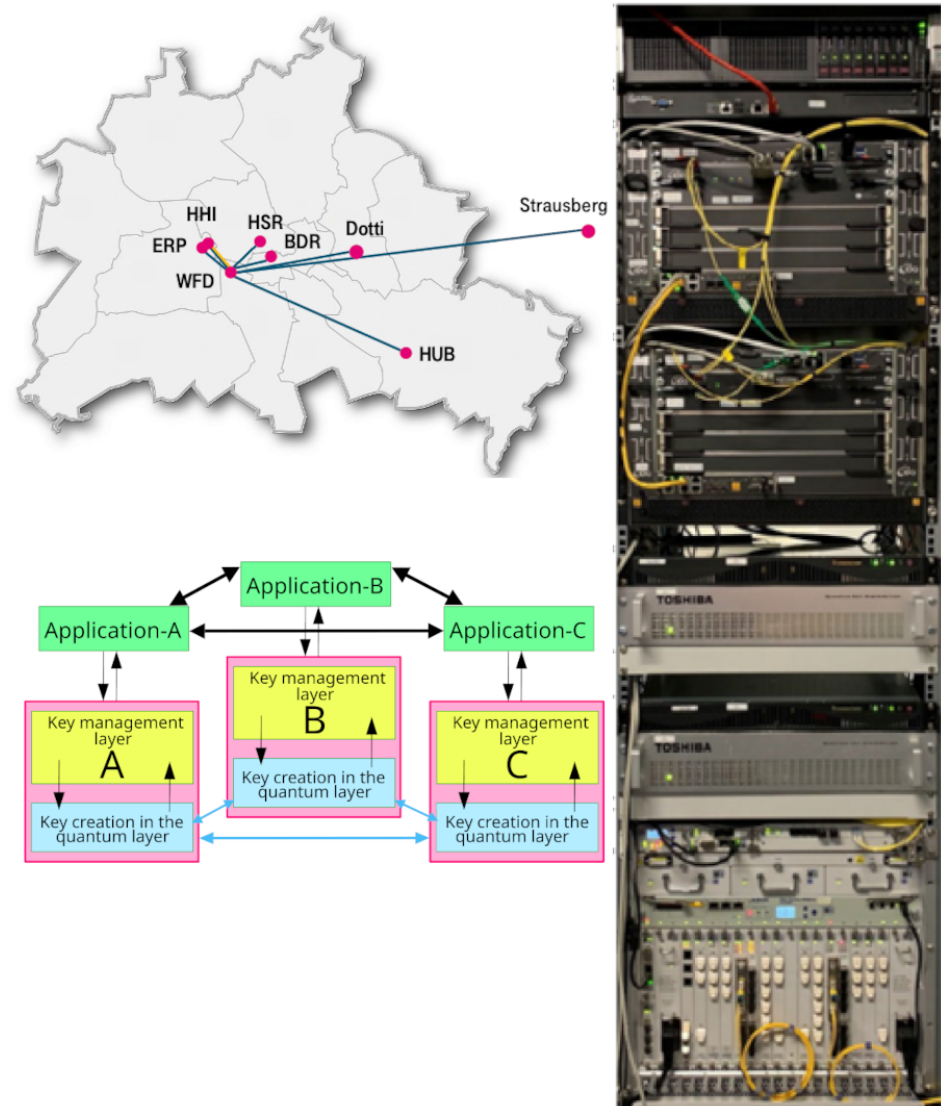 HHI
HSR
ERP
BDR
Dotti
Strausberg
WFD
HUB
Application-B
Application-A
Application-C
Key management
layer
B
Key creation in the
quantum layer
Key management
layer
A
Key creation in the
quantum layer
Key management
layer
C
Key creation in the
quantum layer
TOSHIBA
TOSHIBA